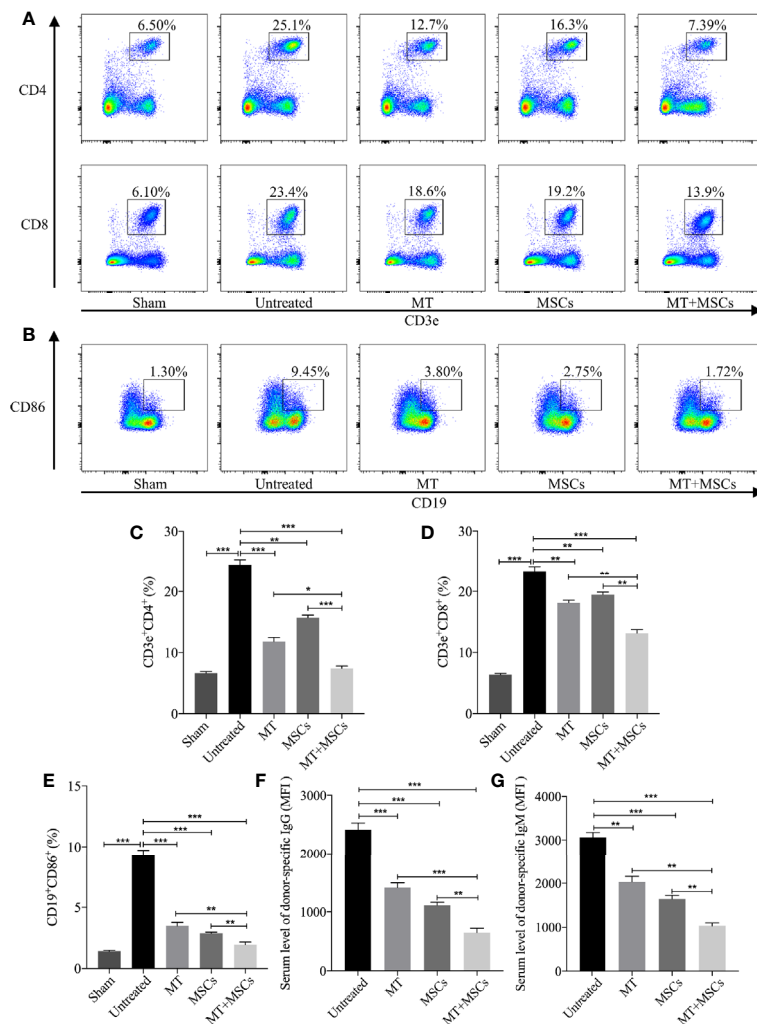 A
6.50% 25.1% 12.7% 16.3% 7.39%
CD4
6.10% 23.4% 18.6% 19.2% 13.9%
CD8
Sham Untreated MT MSCs MT+MSCs
CD3e
B
1.30% 9.45% 3.80% 2.75% 1.72%
CD86
Sham Untreated MT MSCs MT+MSCs
CD19
C
CD3e+CD4+ (%)
30
20
10
0
*** *** ** *** * ***
Sham Untreated MT MSCs MT+MSCs
D
CD3e+CD8+ (%)
30
20
10
0
*** ** ** *** ** **
Sham Untreated MT MSCs MT+MSCs
E
CD19+CD86+ (%)
15
10
5
0
*** *** *** *** ** **
Sham Untreated MT MSCs MT+MSCs
F
Serum level of donor-specific IgG (MFI )
3000
2000
1000
0
*** *** *** *** **
Untreated MT MSCs MT+MSCs
G
Serum level of donor-specific IgM (MFI )
4000
3000
2000
1000
0
*** *** ** ** **
Untreated MT MSCs MT+MSCs